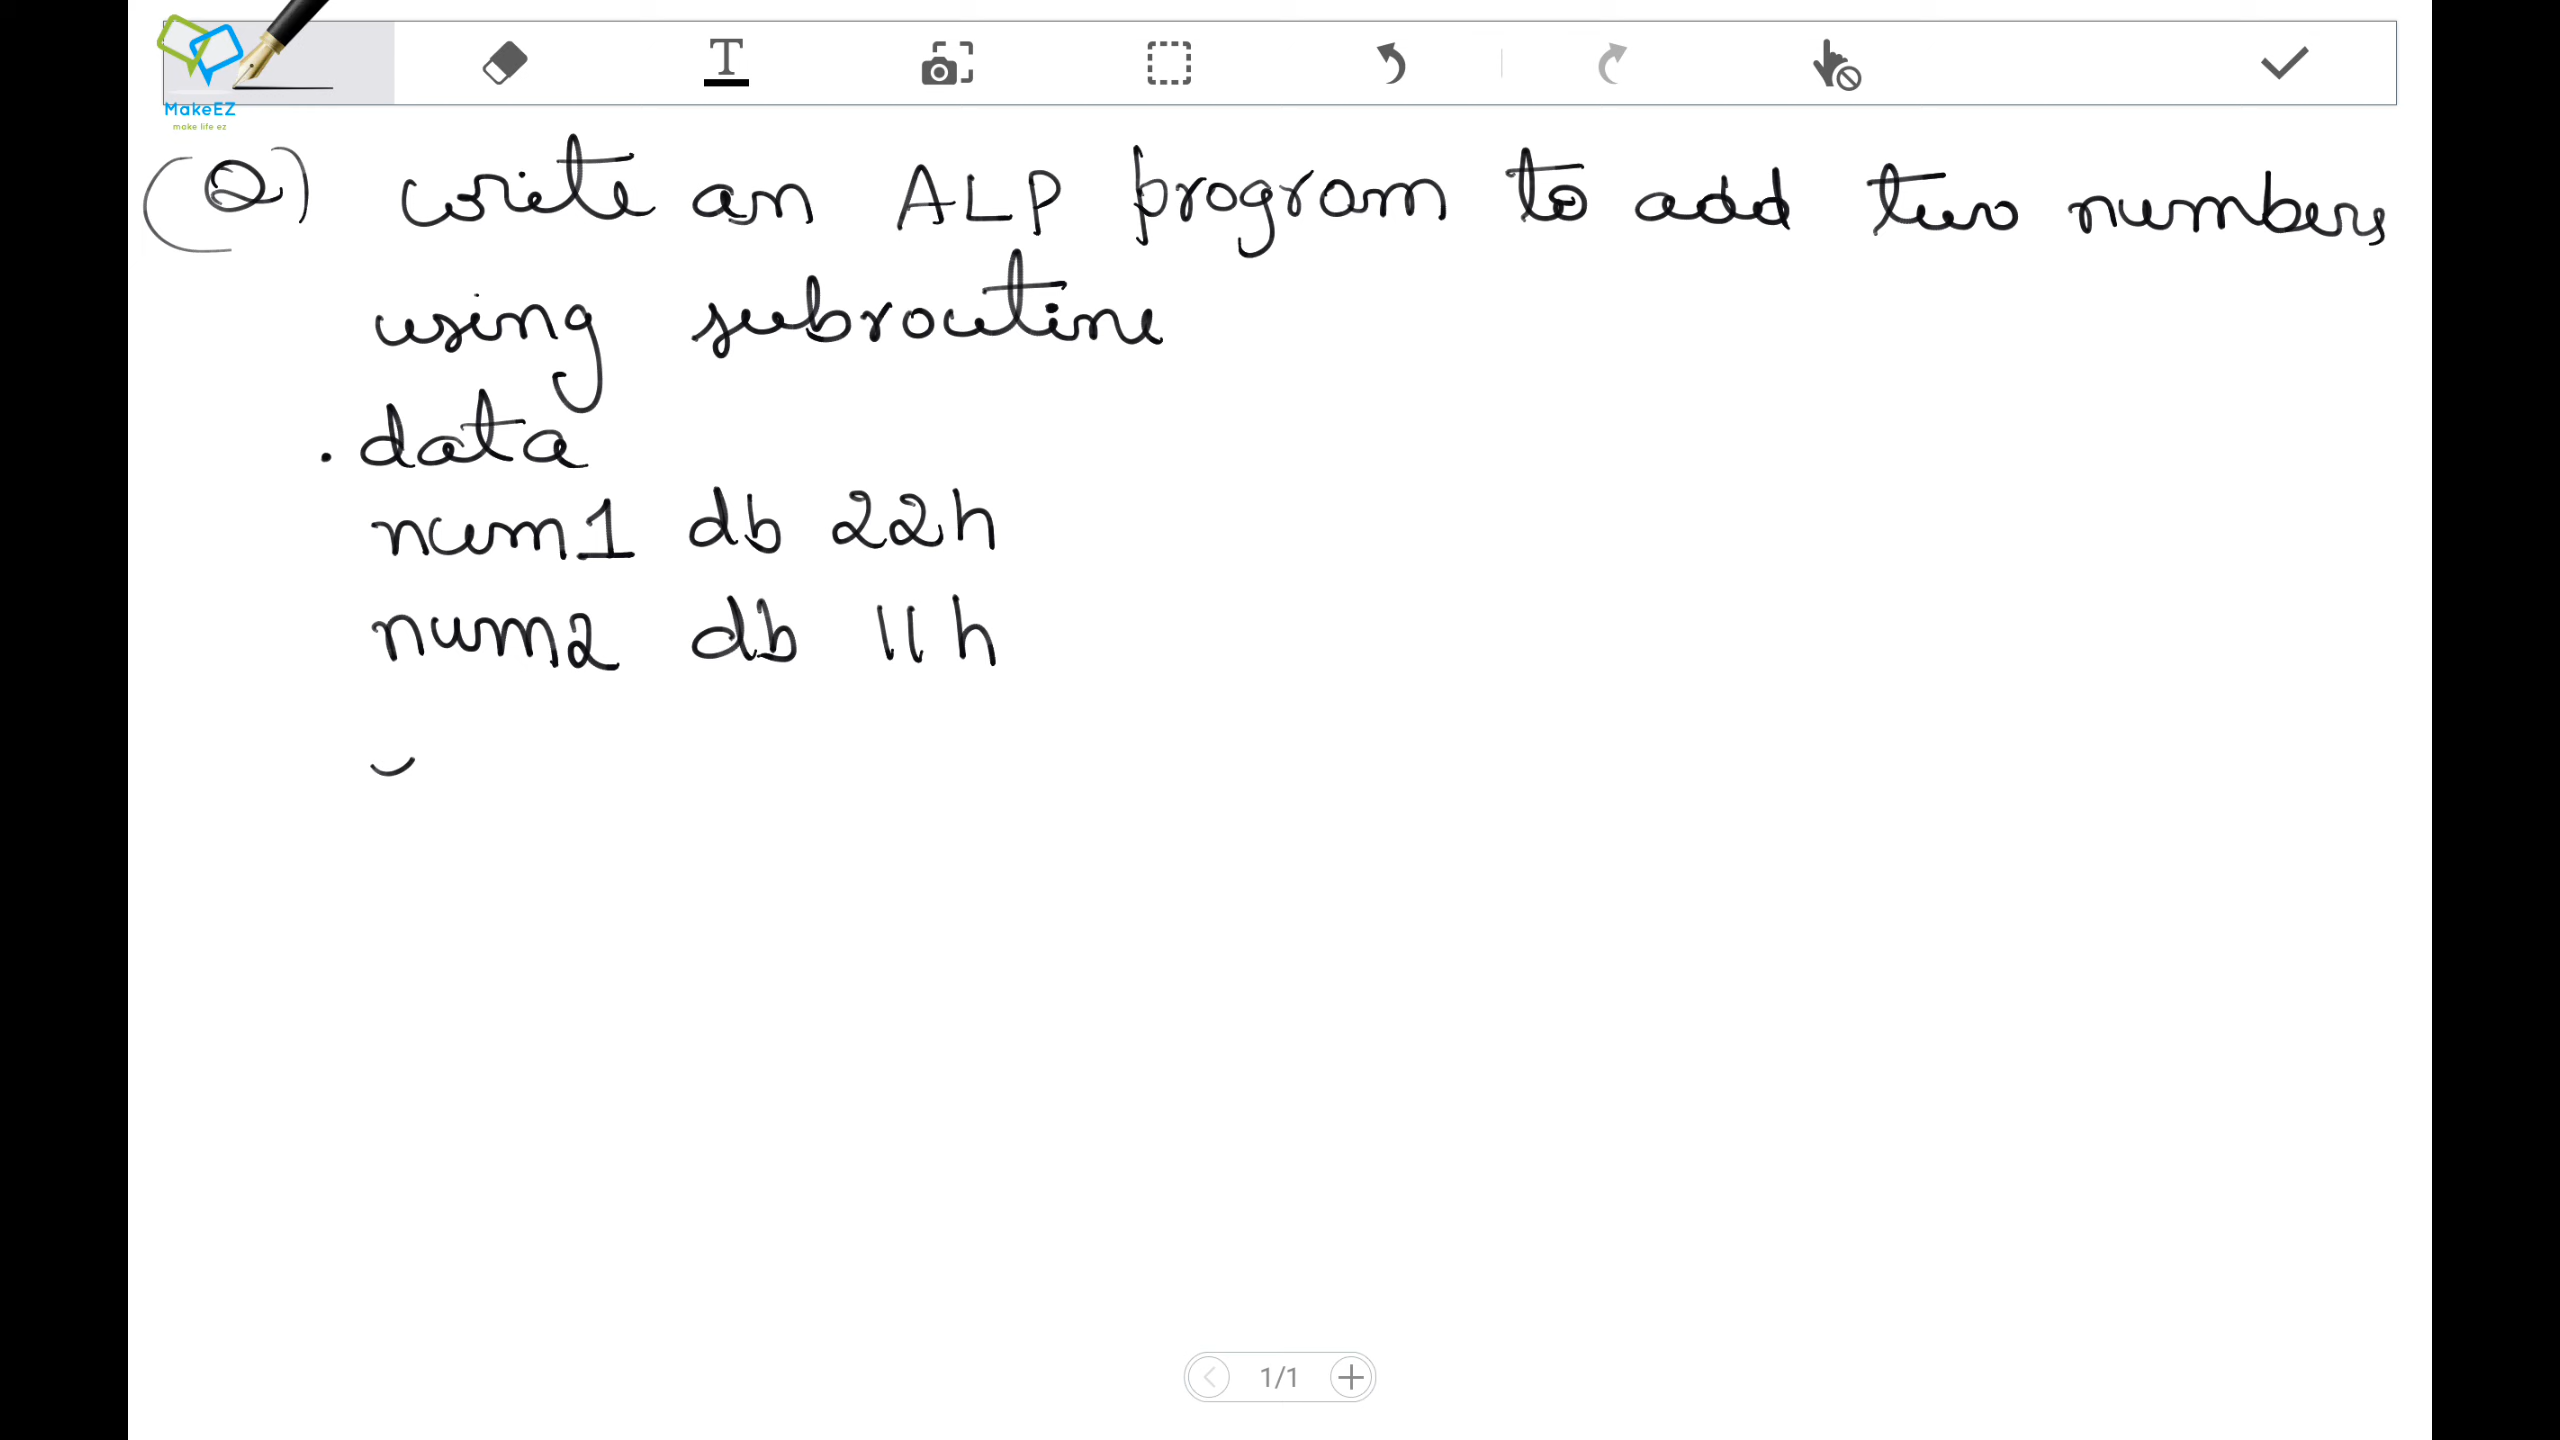 T
MakeEZ
make life ez
(Q) write an ALP program to add two numbers
using subroutine
.data
num1 db 22h
num2 db 11h
1/1